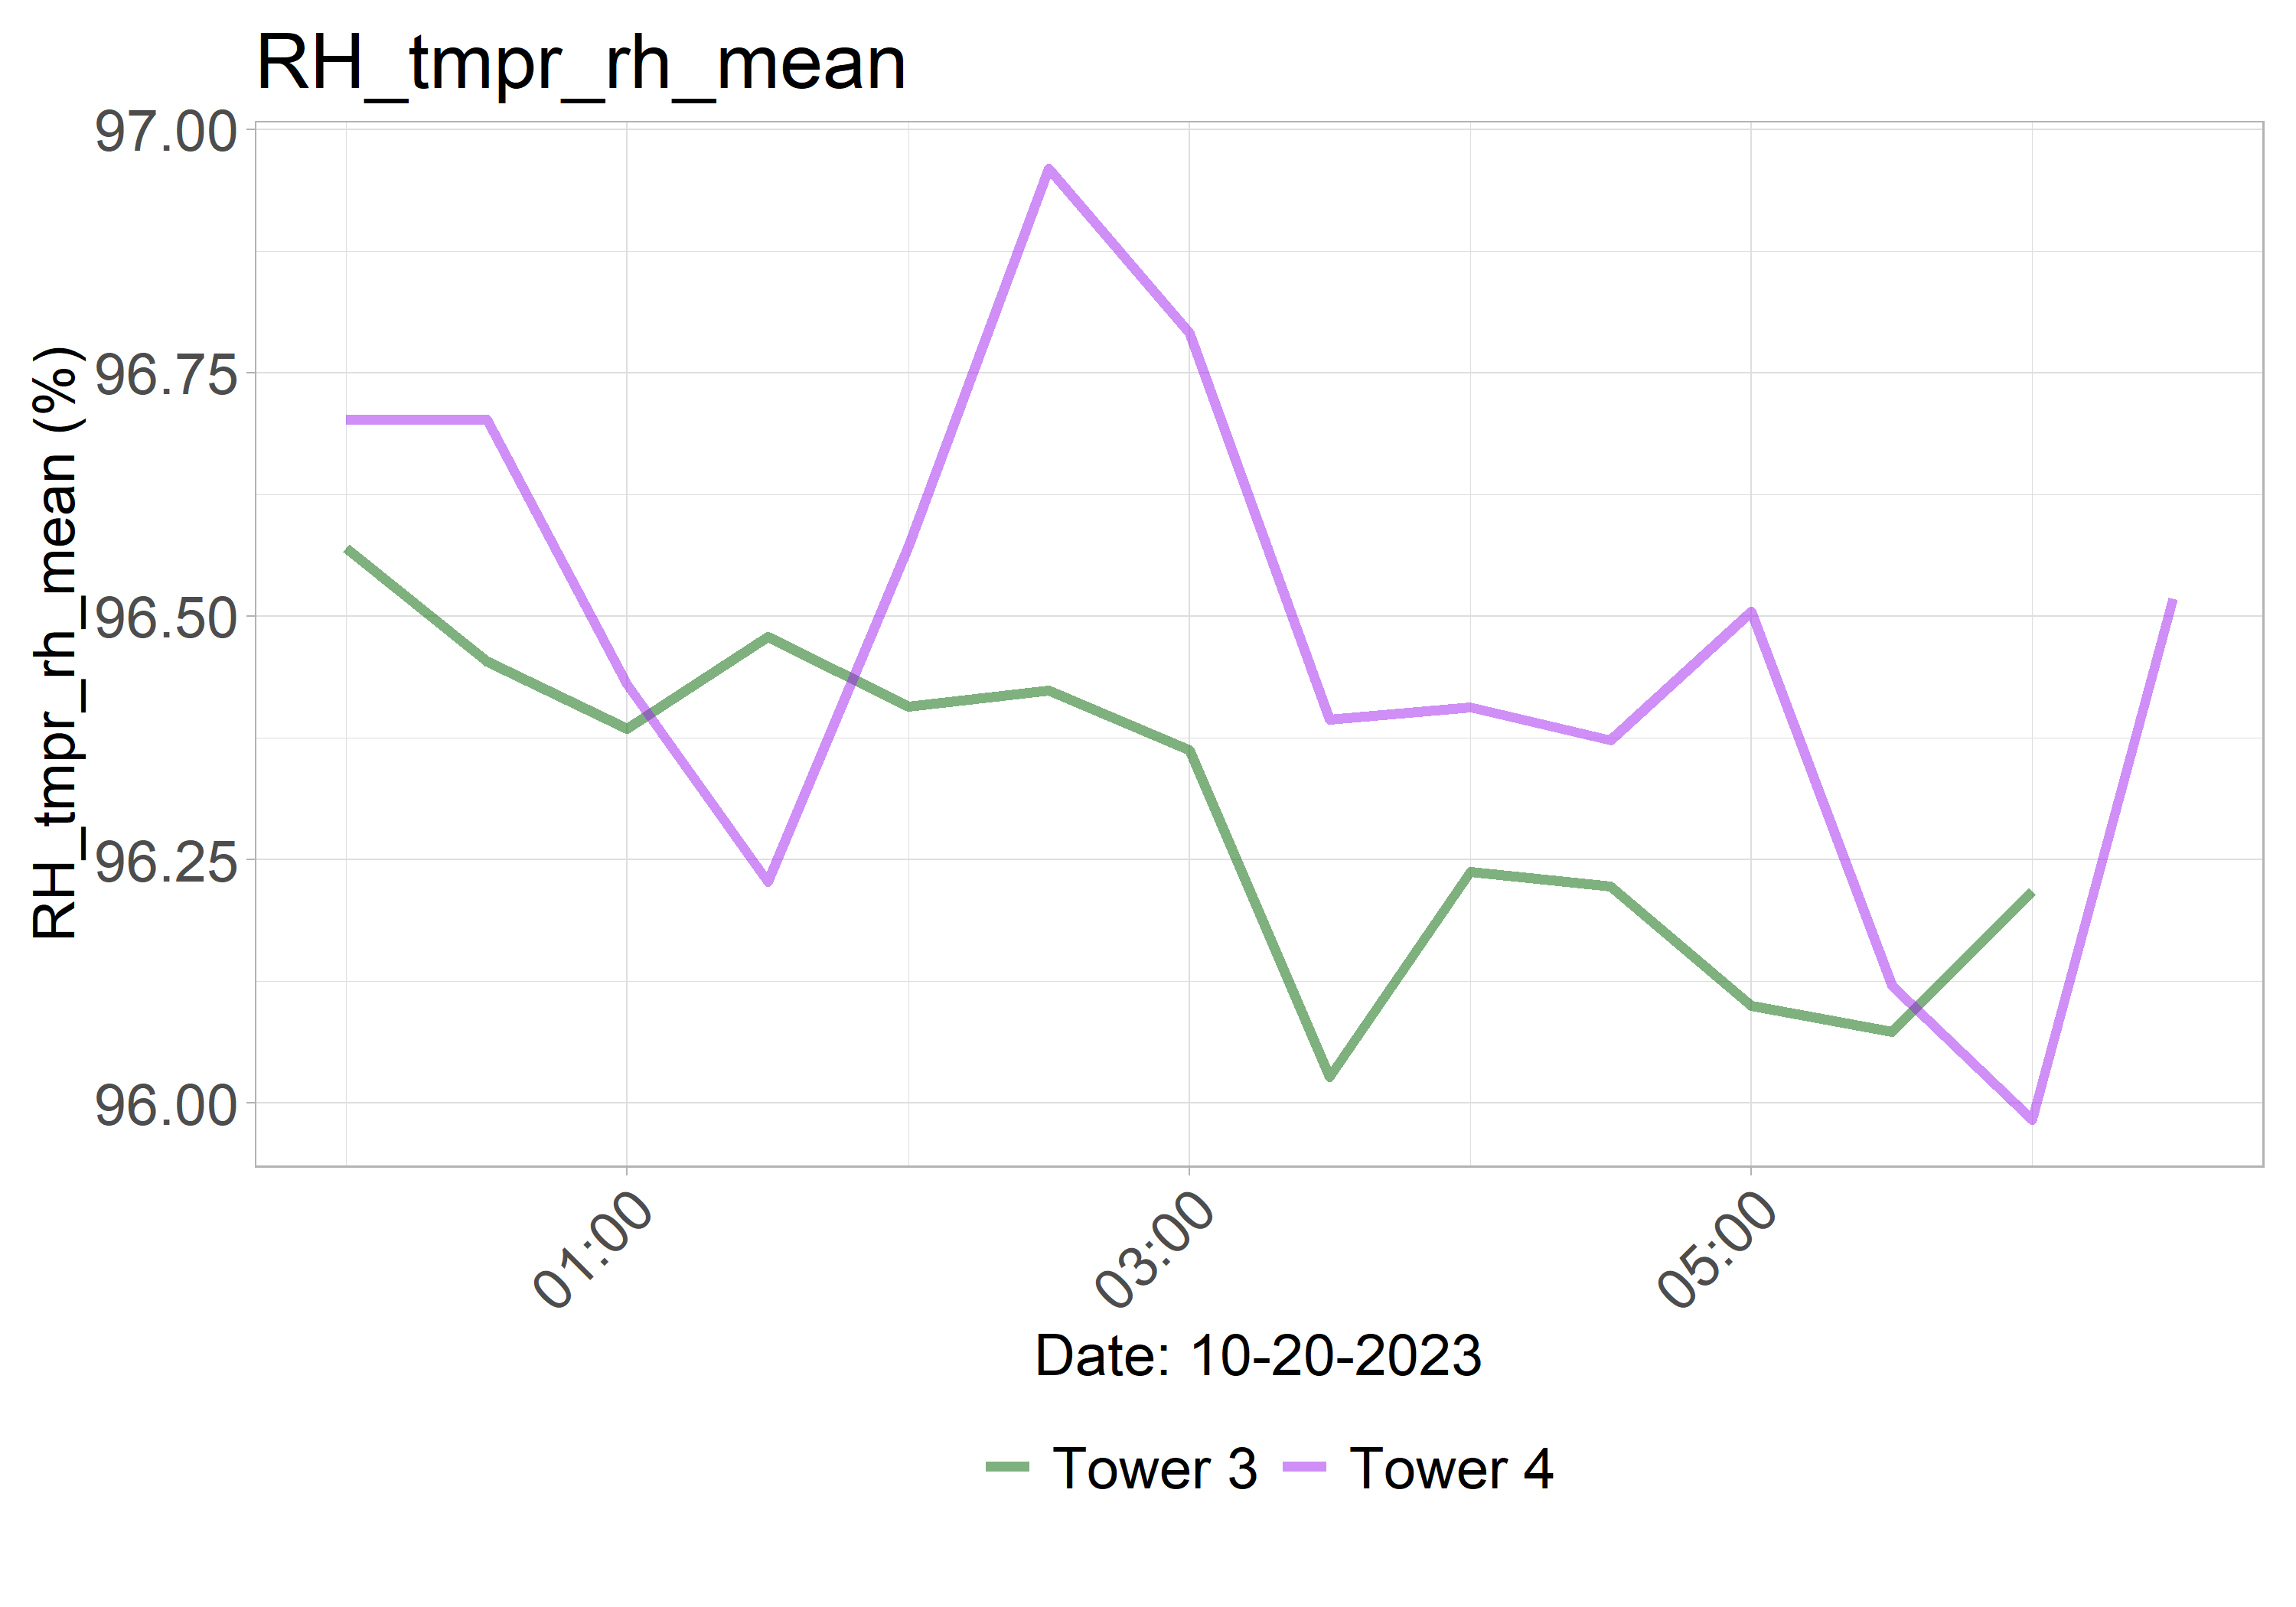 RH_tmpr_rh_mean
RH_tmpr_rh_mean (%)
97.00
96.75
96.50
96.25
96.00
01:00
03:00
05:00
Date: 10-20-2023
Tower 3
Tower 4